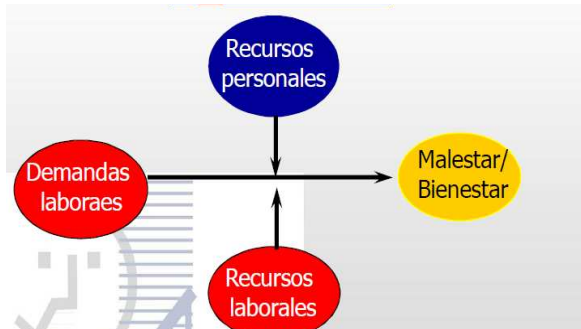 Recursos
personales
Demandas
laboraes
Malestar/
Bienestar
Recursos
laborales